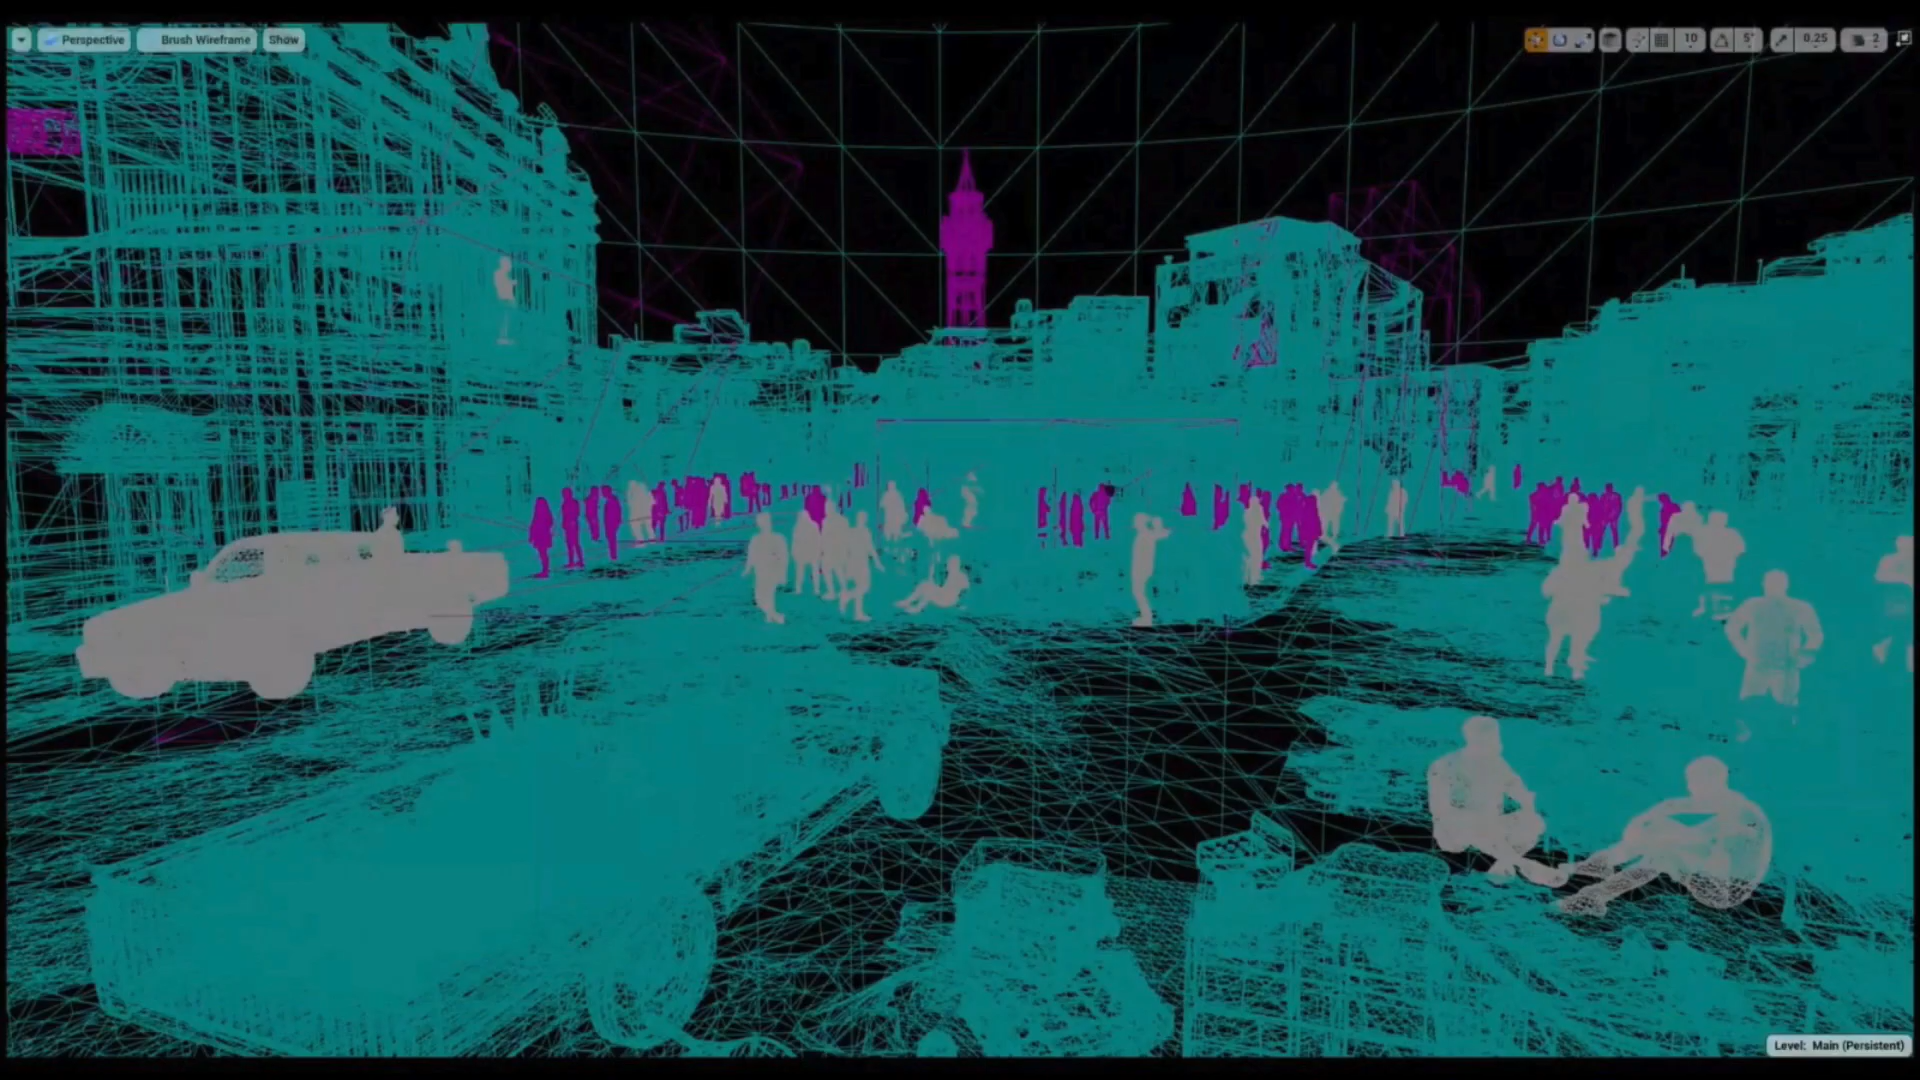 Perspective
Brush Wireframe
Show
10
5°
0.25
2
Level: Main (Persistent)